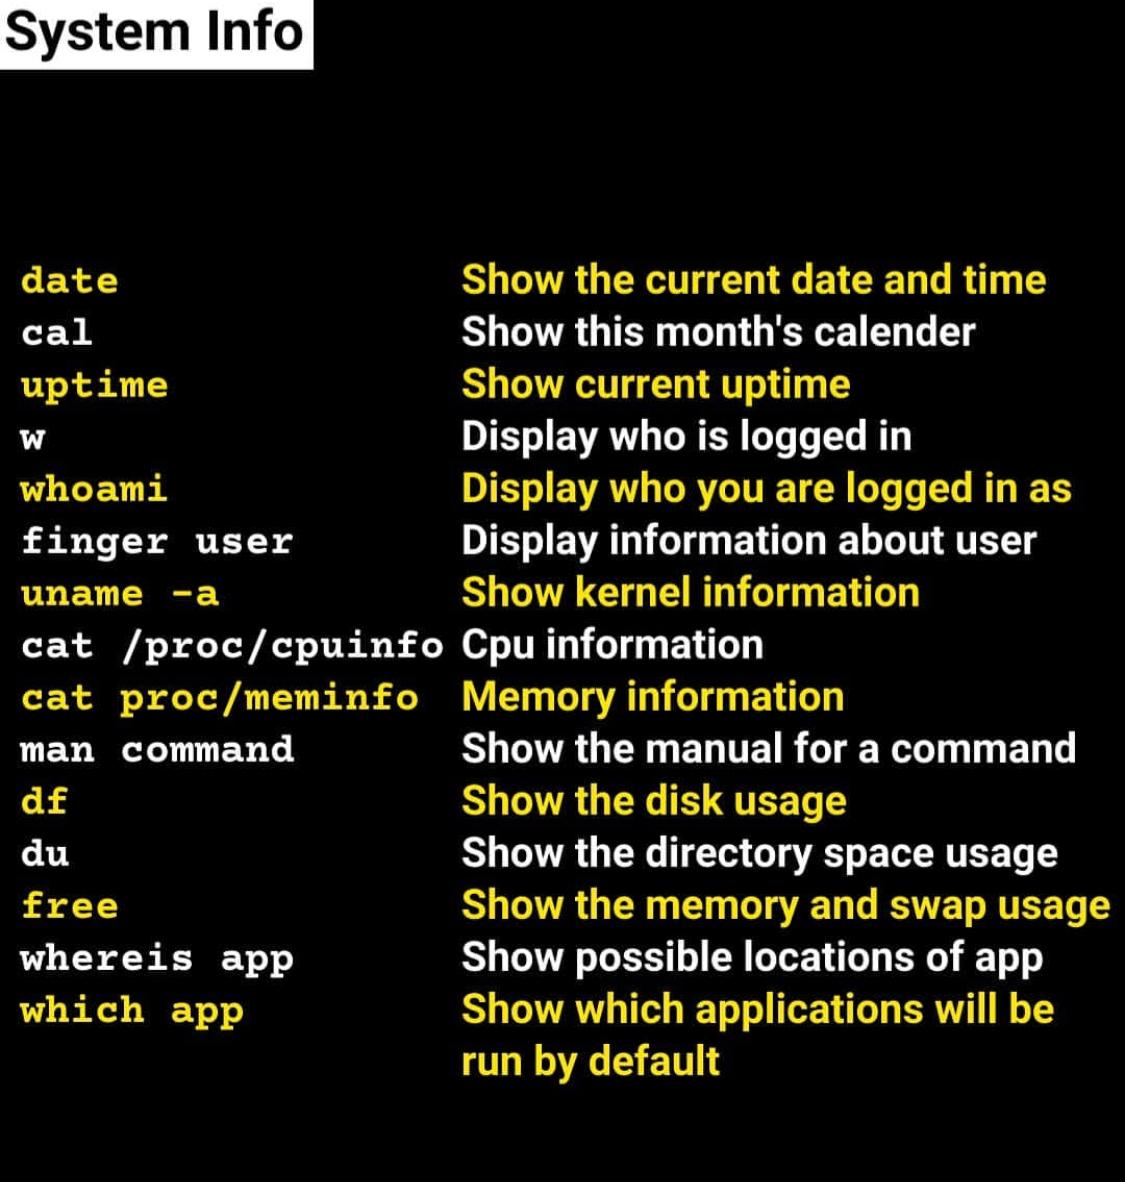 System Info
date Show the current date and time
cal Show this month's calender
uptime Show current uptime
w Display who is logged in
whoami Display who you are logged in as
finger user Display information about user
uname -a Show kernel information
cat /proc/cpuinfo Cpu information
cat proc/meminfo Memory information
man command Show the manual for a command
df Show the disk usage
du Show the directory space usage
free Show the memory and swap usage
whereis app Show possible locations of app
which app Show which applications will be
run by default